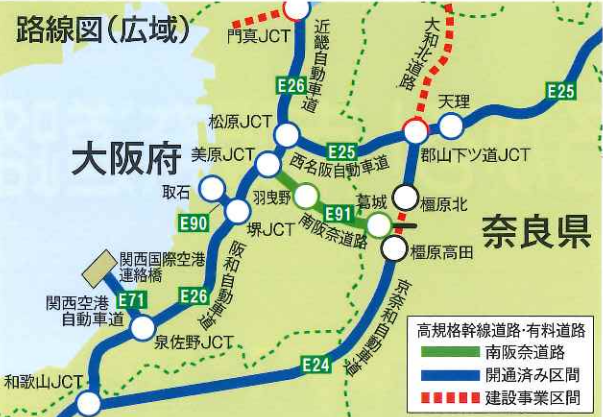 路線図(広域)
門真JCT
近畿自動車道
大和北道路
E26
E25
天理
松原JCT
大阪府
美原JCT
E25
西名阪自動車道
郡山下ツ道JCT
取石
羽曳野
E91
葛城
橿原北
E90
堺JCT
南阪奈道路
奈良県
橿原高田
関西国際空港
連絡橋
阪和自動車道
E71
E26
関西空港
自動車道
泉佐野JCT
京奈和自動車道
和歌山JCT
E24
高規格幹線道路・有料道路
南阪奈道路
開通済み区間
建設事業区間